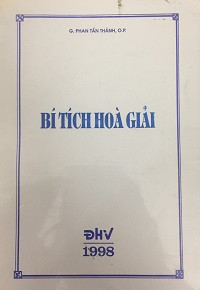 G. PHAN TẤN THÀNH, O.P.
BÍ TÍCH HOÀ GIẢI
ĐHV
1998